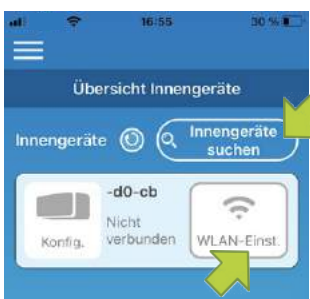 16:55 30 %
Übersicht Innengeräte
Innengeräte
Innengeräte
suchen
-d0-cb
Nicht
verbunden
Konfig.
WLAN-Einst.